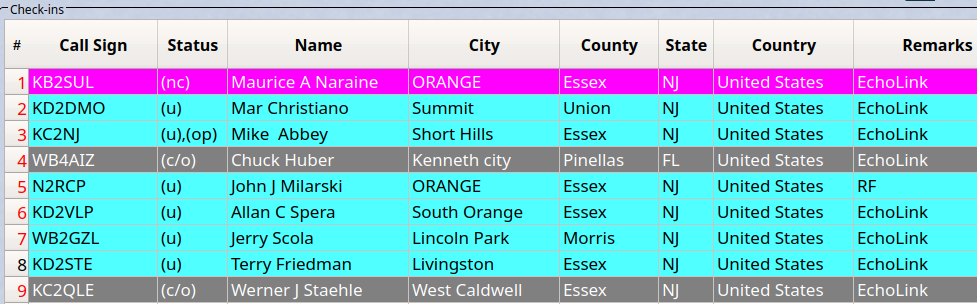 Check-ins
# Call Sign Status Name City County State Country Remarks
1 KB2SUL (nc) Maurice A Naraine ORANGE Essex NJ United States EchoLink
2 KD2DMO (u) Mar Christiano Summit Union NJ United States EchoLink
3 KC2NJ (u),(op) Mike Abbey Short Hills Essex NJ United States EchoLink
4 WB4AIZ (c/o) Chuck Huber Kenneth city Pinellas FL United States EchoLink
5 N2RCP (u) John J Milarski ORANGE Essex NJ United States RF
6 KD2VLP (u) Allan C Spera South Orange Essex NJ United States EchoLink
7 WB2GZL (u) Jerry Scola Lincoln Park Morris NJ United States EchoLink
8 KD2STE (u) Terry Friedman Livingston Essex NJ United States EchoLink
9 KC2QLE (c/o) Werner J Staehle West Caldwell Essex NJ United States EchoLink